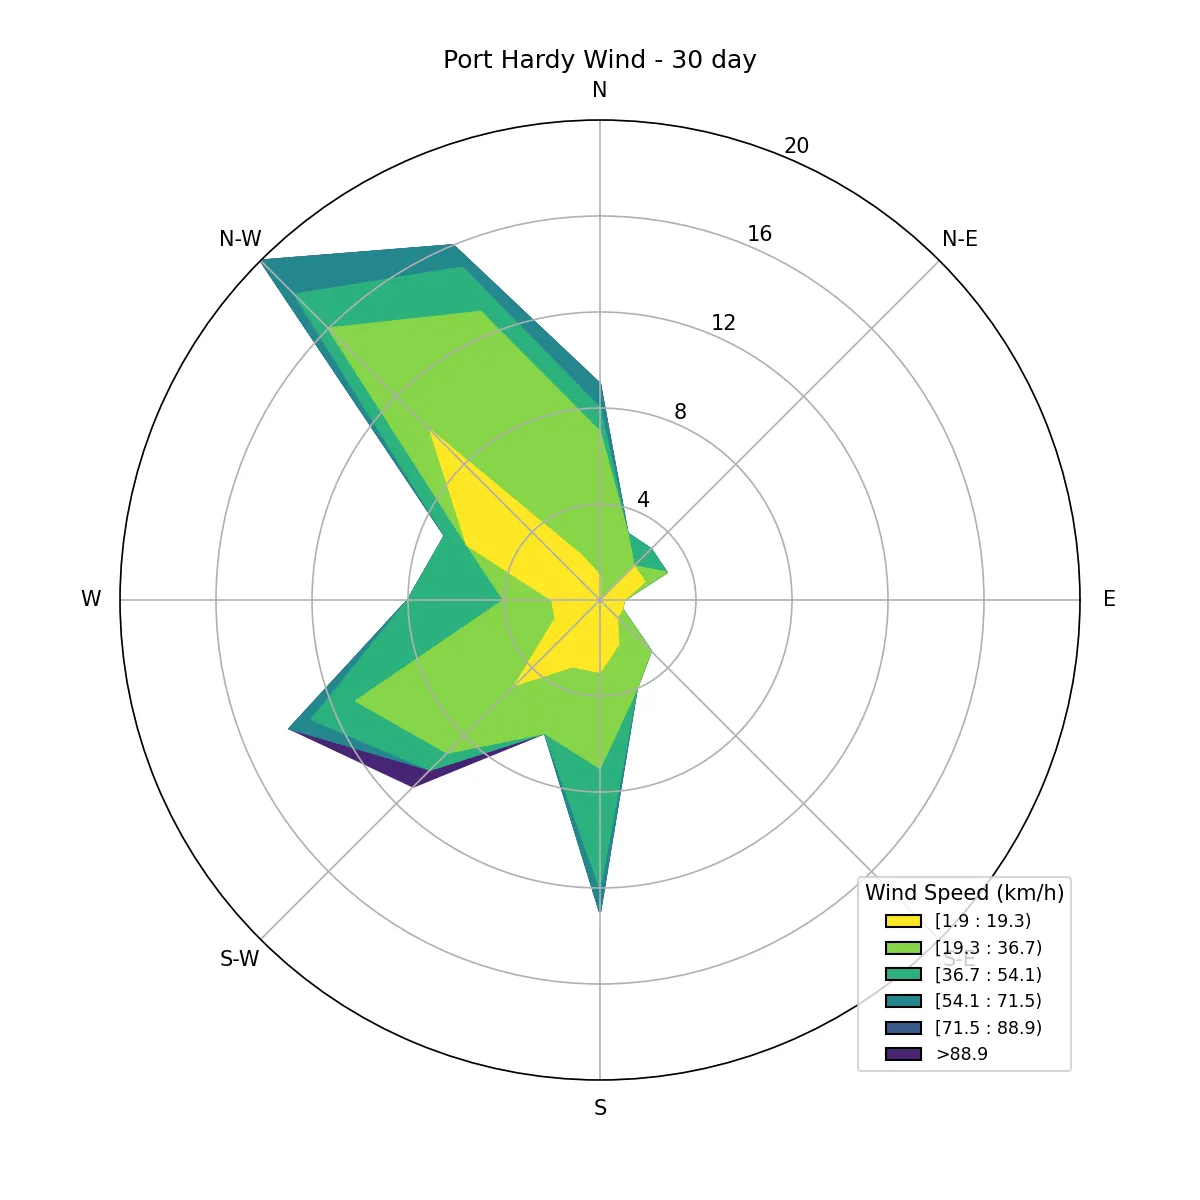 Port Hardy Wind - 30 day
N
20
16
N-W
N-E
12
8
4
W
E
Wind Speed (km/h)
[1.9 : 19.3)
[19.3 : 36.7)
S-W
S-E
[36.7 : 54.1)
[54.1 : 71.5)
[71.5 : 88.9)
>88.9
S